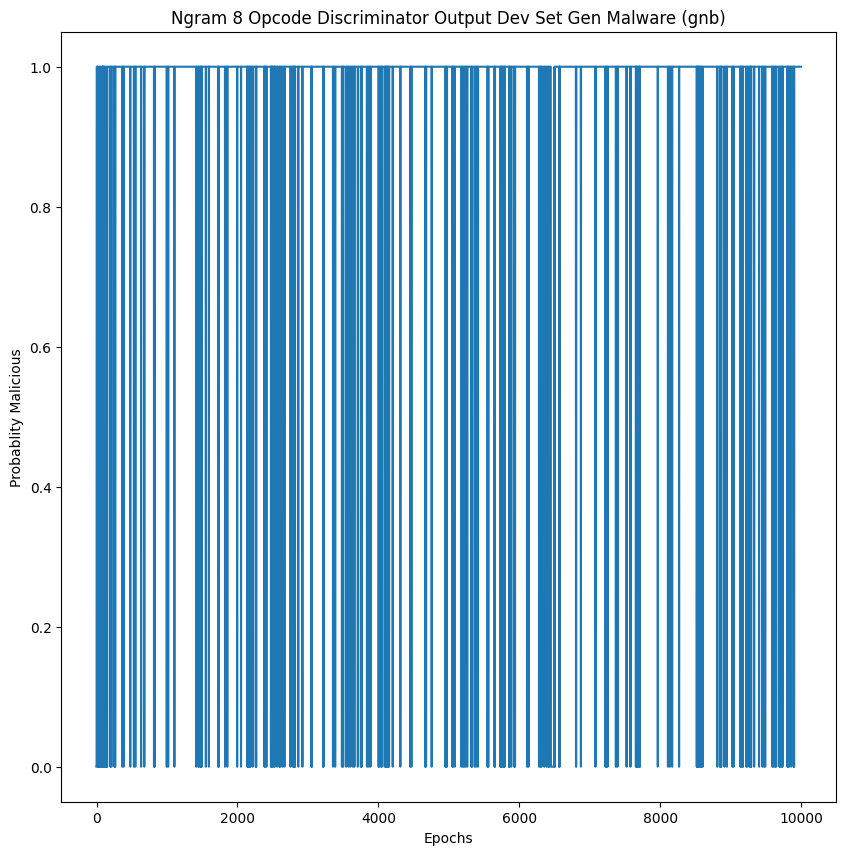 Ngram 8 Opcode Discriminator Output Dev Set Gen Malware (gnb)
1.0
0.8
0.6
0.4
0.2
0.0
Probablity Malicious
0 2000 4000 6000 8000 10000
Epochs